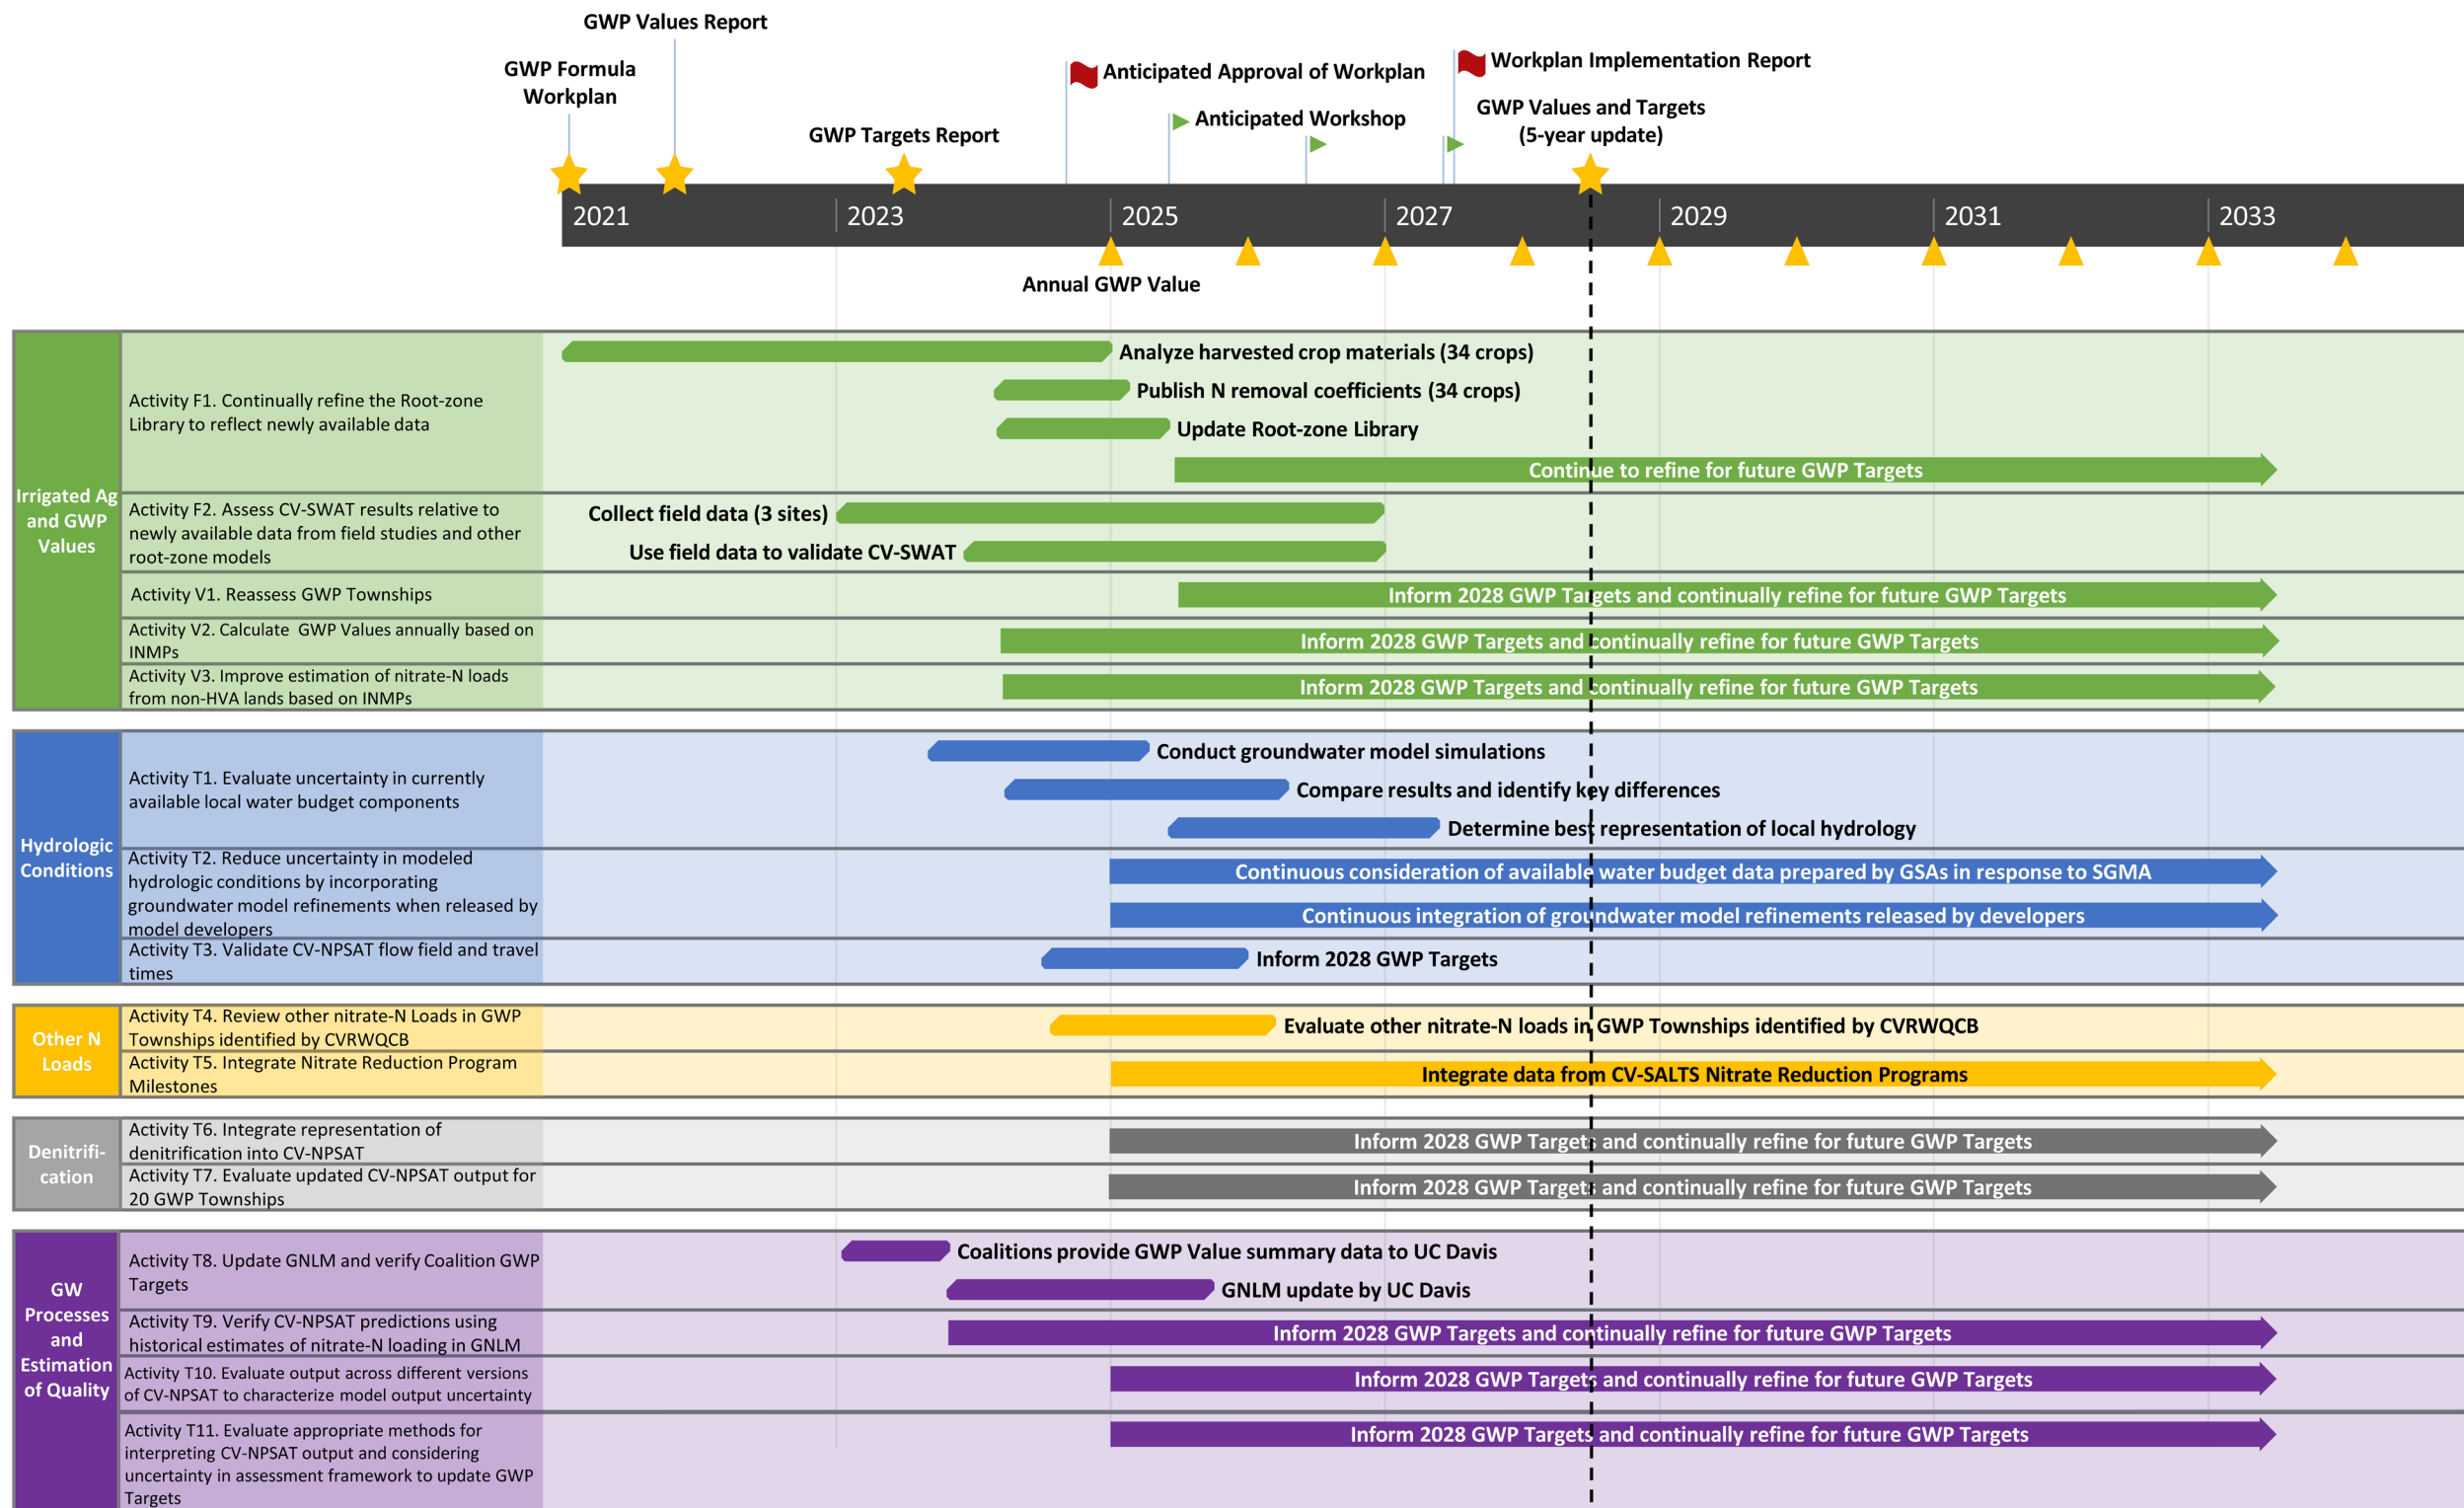 GWP Values Report
GWP Formula
Workplan
GWP Targets Report
Anticipated Approval of Workplan
Anticipated Workshop
Workplan Implementation Report
GWP Values and Targets
(5-year update)
2021
2023
2025
2027
2029
2031
2033
Annual GWP Value
Irrigated Ag
and GWP
Values
Activity F1. Continually refine the Root-zone
Library to reflect newly available data
Analyze harvested crop materials (34 crops)
Publish N removal coefficients (34 crops)
Update Root-zone Library
Continue to refine for future GWP Targets
Activity F2. Assess CV-SWAT results relative to
newly available data from field studies and other
root-zone models
Collect field data (3 sites)
Use field data to validate CV-SWAT
Activity V1. Reassess GWP Townships
Inform 2028 GWP Targets and continually refine for future GWP Targets
Activity V2. Calculate  GWP Values annually based on
INMPs
Inform 2028 GWP Targets and continually refine for future GWP Targets
Activity V3. Improve estimation of nitrate-N loads
from non-HVA lands based on INMPs
Inform 2028 GWP Targets and continually refine for future GWP Targets
Hydrologic
Conditions
Activity T1. Evaluate uncertainty in currently
available local water budget components
Conduct groundwater model simulations
Compare results and identify key differences
Determine best representation of local hydrology
Activity T2. Reduce uncertainty in modeled
hydrologic conditions by incorporating
groundwater model refinements when released by
model developers
Continuous consideration of available water budget data prepared by GSAs in response to SGMA
Continuous integration of groundwater model refinements released by developers
Activity T3. Validate CV-NPSAT flow field and travel
times
Inform 2028 GWP Targets
Other N
Loads
Activity T4. Review other nitrate-N Loads in GWP
Townships identified by CVRWQCB
Evaluate other nitrate-N loads in GWP Townships identified by CVRWQCB
Activity T5. Integrate Nitrate Reduction Program
Milestones
Integrate data from CV-SALTS Nitrate Reduction Programs
Denitrifi-
cation
Activity T6. Integrate representation of
denitrification into CV-NPSAT
Inform 2028 GWP Targets and continually refine for future GWP Targets
Activity T7. Evaluate updated CV-NPSAT output for
20 GWP Townships
Inform 2028 GWP Targets and continually refine for future GWP Targets
GW
Processes
and
Estimation
of Quality
Activity T8. Update GNLM and verify Coalition GWP
Targets
Coalitions provide GWP Value summary data to UC Davis
GNLM update by UC Davis
Activity T9. Verify CV-NPSAT predictions using
historical estimates of nitrate-N loading in GNLM
Inform 2028 GWP Targets and continually refine for future GWP Targets
Activity T10. Evaluate output across different versions
of CV-NPSAT to characterize model output uncertainty
Inform 2028 GWP Targets and continually refine for future GWP Targets
Activity T11. Evaluate appropriate methods for
interpreting CV-NPSAT output and considering
uncertainty in assessment framework to update GWP
Targets
Inform 2028 GWP Targets and continually refine for future GWP Targets